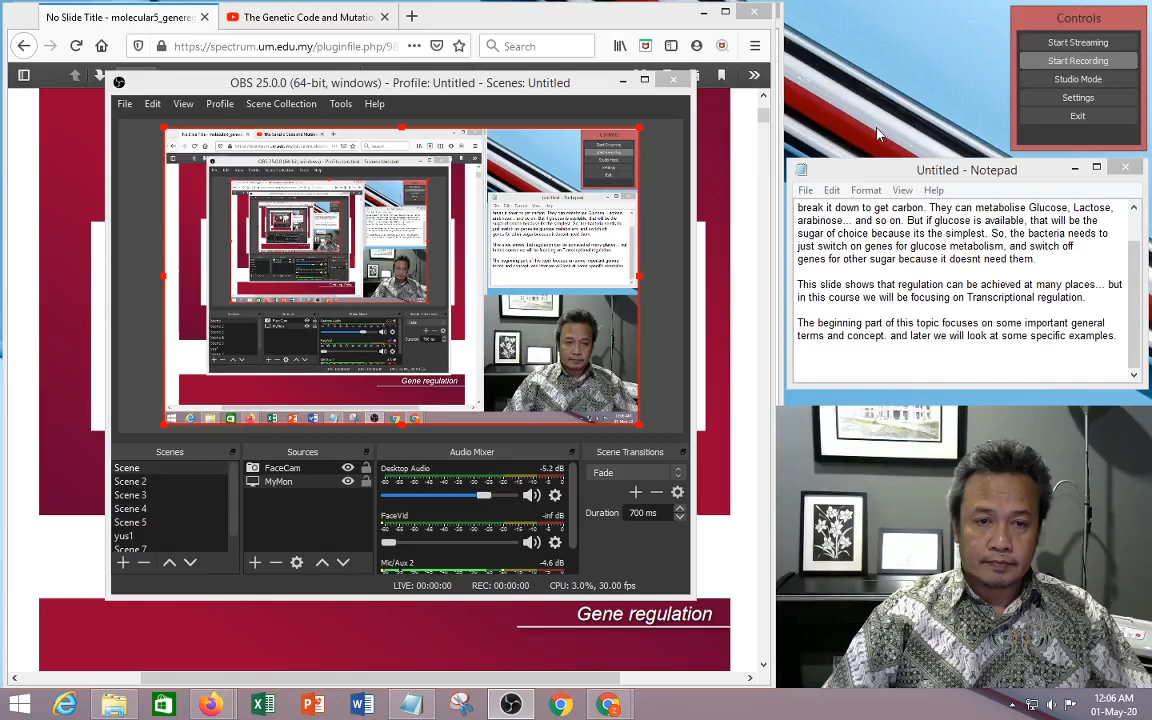 No Slide Title - molecular5_genereg
The Genetic Code and Mutation
https://spectrum.um.edu.my/pluginfile.php/98
Search
OBS 25.0.0 (64-bit, windows) - Profile: Untitled - Scenes: Untitled
File Edit View Profile Scene Collection Tools Help
Gene regulation
Scenes
Scene
Scene 2
Scene 3
Scene 4
Scene 5
yus1
Scene 7
Sources
FaceCam
MyMon
Audio Mixer
Desktop Audio
-5.2 dB
FaceVid
-inf dB
Mic/Aux 2
-4.6 dB
Scene Transitions
Fade
Duration 700 ms
LIVE: 00:00:00 REC: 00:00:00 CPU: 3.0%, 30.00 fps
Gene regulation
Controls
Start Streaming
Start Recording
Studio Mode
Settings
Exit
Untitled - Notepad
File Edit Format View Help
break it down to get carbon. They can metabolise Glucose, Lactose,
arabinose... and so on. But if glucose is available, that will be the
sugar of choice because its the simplest. So, the bacteria needs to
just switch on genes for glucose metabolism, and switch off
genes for other sugar because it doesnt need them.
This slide shows that regulation can be achieved at many places... but
in this course we will be focusing on Transcriptional regulation.
The beginning part of this topic focuses on some important general
terms and concept. and later we will look at some specific examples.
12:06 AM
01-May-20